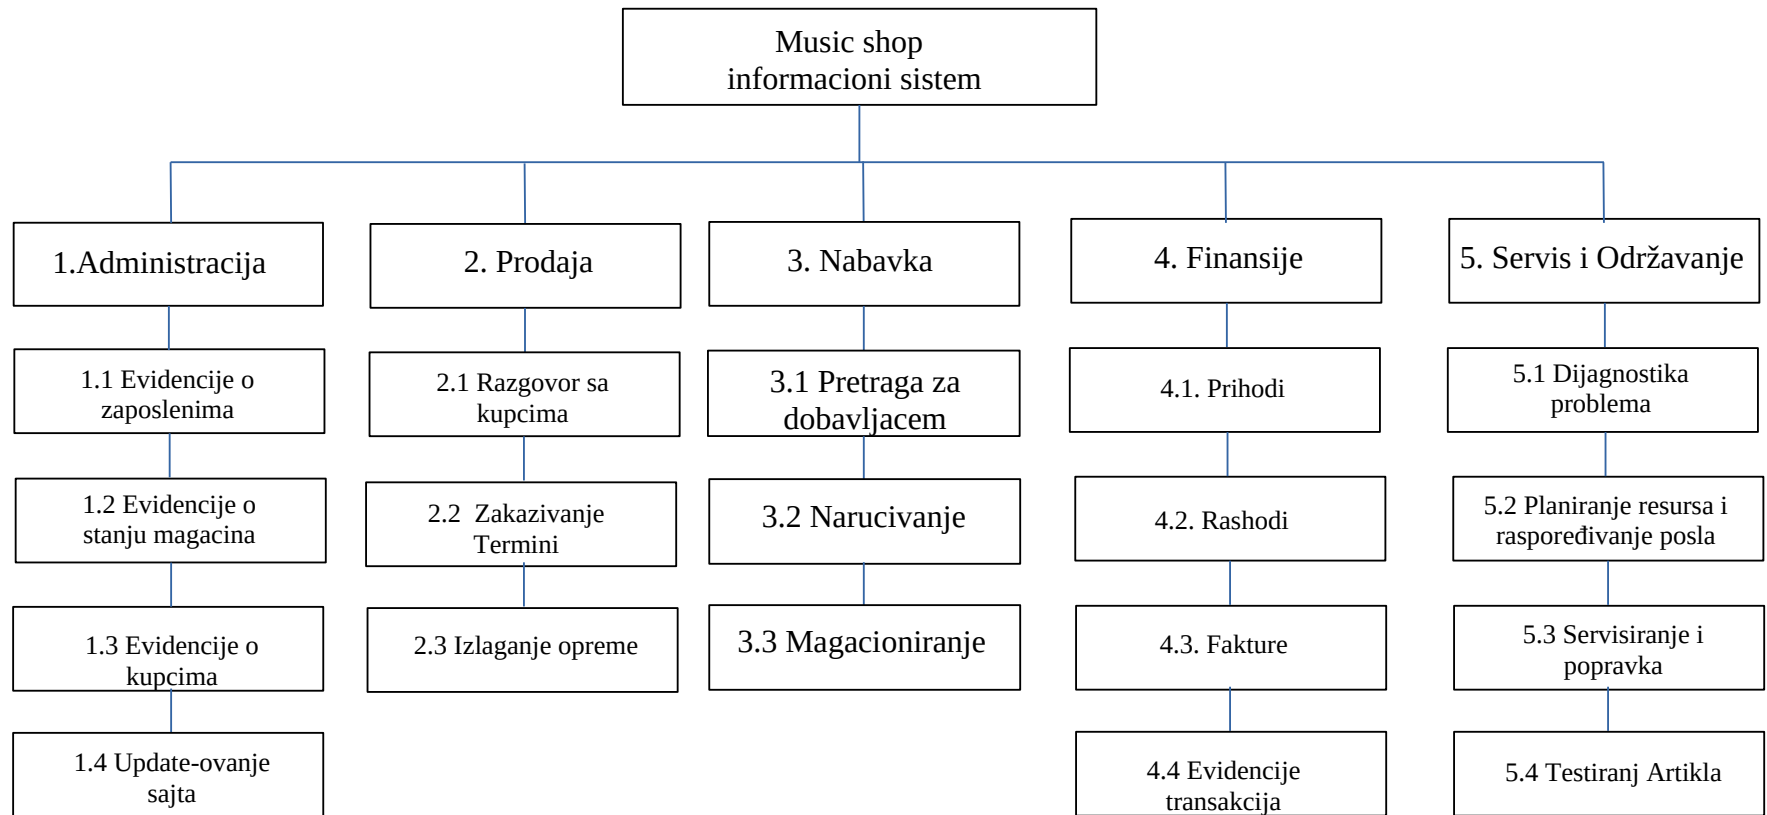 Music shop
informacioni sistem
1.Administracija
2. Prodaja
3. Nabavka
4. Finansije
5. Servis i Održavanje
1.1 Evidencije o
zaposlenima
2.1 Razgovor sa
kupcima
3.1 Pretraga za
dobavljacem
4.1. Prihodi
5.1 Dijagnostika
problema
1.2 Evidencije o
stanju magacina
2.2  Zakazivanje
Termini
3.2 Narucivanje
4.2. Rashodi
5.2 Planiranje resursa i
raspoređivanje posla
1.3 Evidencije o
kupcima
2.3 Izlaganje opreme
3.3 Magacioniranje
4.3. Fakture
5.3 Servisiranje i
popravka
1.4 Update-ovanje
sajta
4.4 Evidencije
transakcija
5.4 Testiranj Artikla